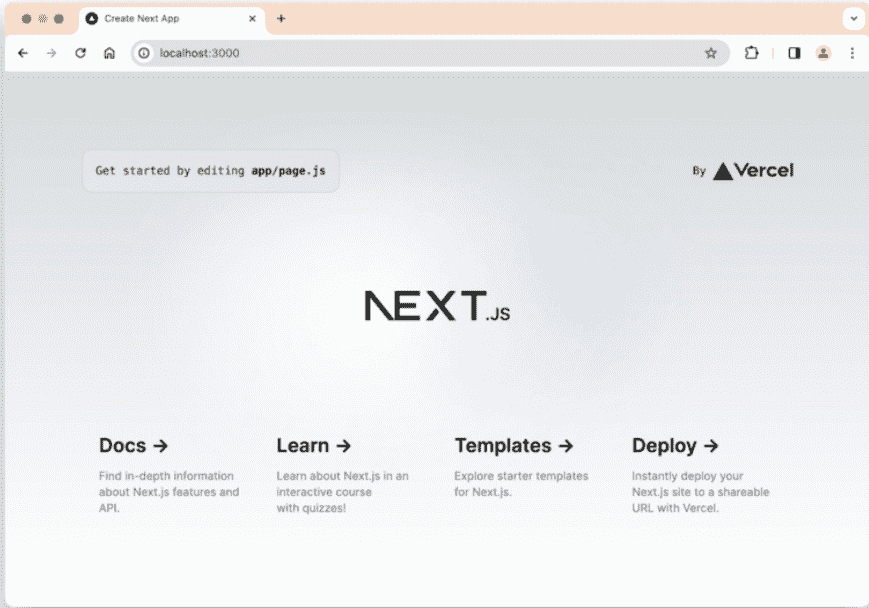 Create Next App
localhost:3000
Get started by editing app/page.js
By Vercel
NEXT.JS
Docs →
Find in-depth information
about Next.js features and
API.
Learn →
Learn about Next.js in an
interactive course
with quizzes!
Templates →
Explore starter templates
for Next.js.
Deploy →
Instantly deploy your
Next.js site to a shareable
URL with Vercel.